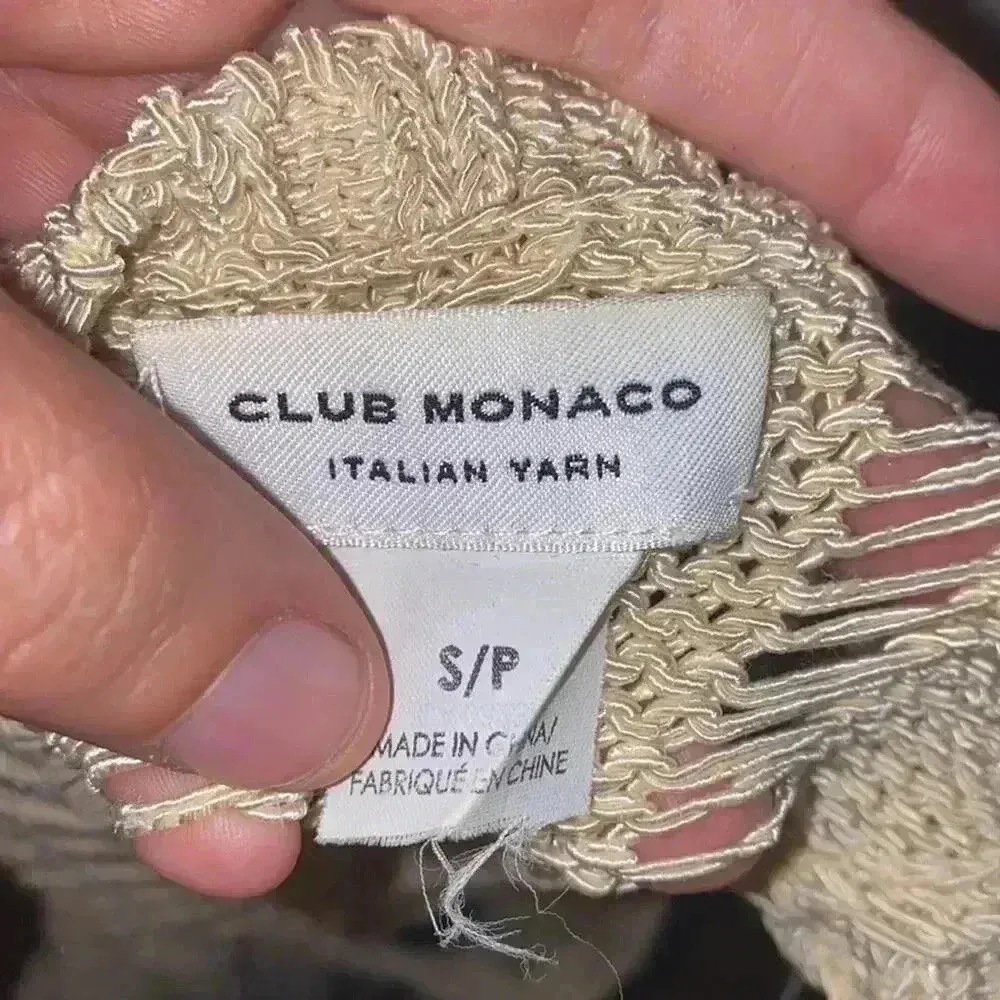 CLUB MONACO
ITALIAN YARN
S/P
MADE IN CHINA/
FABRIQUÉ EN CHINE